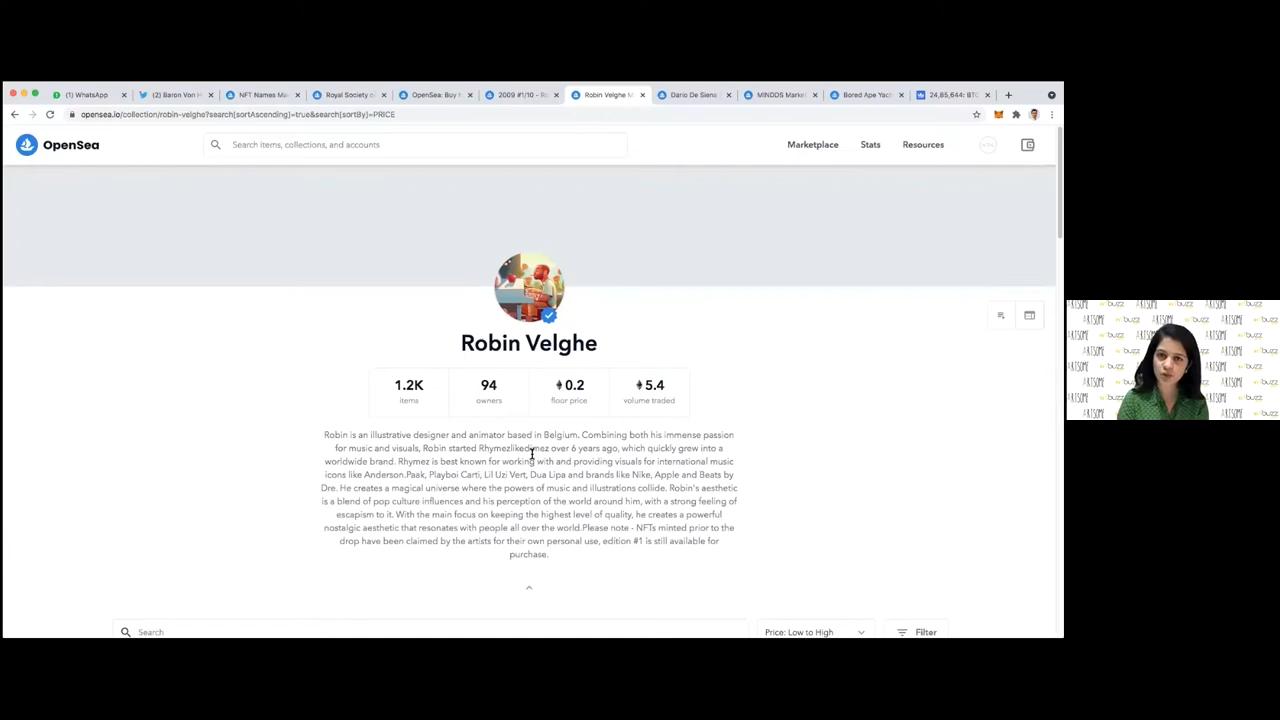 (1) WhatsApp
(2) Baron Von H
NFT Names Ma
Royal Society o
OpenSea: Buy
2009 #1/10 - Ro
Robin Velghe M
Dario De Siena
MINDDS Market
Bored Ape Yach
24,85,644: BTC
opensea.io/collection/robin-velghe?search[sortAscending]=true&search[sortBy]=PRICE
OpenSea
Search items, collections, and accounts
Marketplace
Stats
Resources
Robin Velghe
1.2K 94 0.2 5.4
items owners floor price volume traded
Robin is an illustrative designer and animator based in Belgium. Combining both his immense passion
for music and visuals, Robin started Rhymezlikedimez over 6 years ago, which quickly grew into a
worldwide brand. Rhymez is best known for working with and providing visuals for international music
icons like Anderson.Paak, Playboi Carti, Lil Uzi Vert, Dua Lipa and brands like Nike, Apple and Beats by
Dre. He creates a magical universe where the powers of music and illustrations collide. Robin's aesthetic
is a blend of pop culture influences and his perception of the world around him, with a strong feeling of
escapism to it. With the main focus on keeping the highest level of quality, he creates a powerful
nostalgic aesthetic that resonates with people all over the world.Please note - NFTs minted prior to the
drop have been claimed by the artists for their own personal use, edition #1 is still available for
purchase.
Search
Price: Low to High
Filter
ARTSOME
buzz